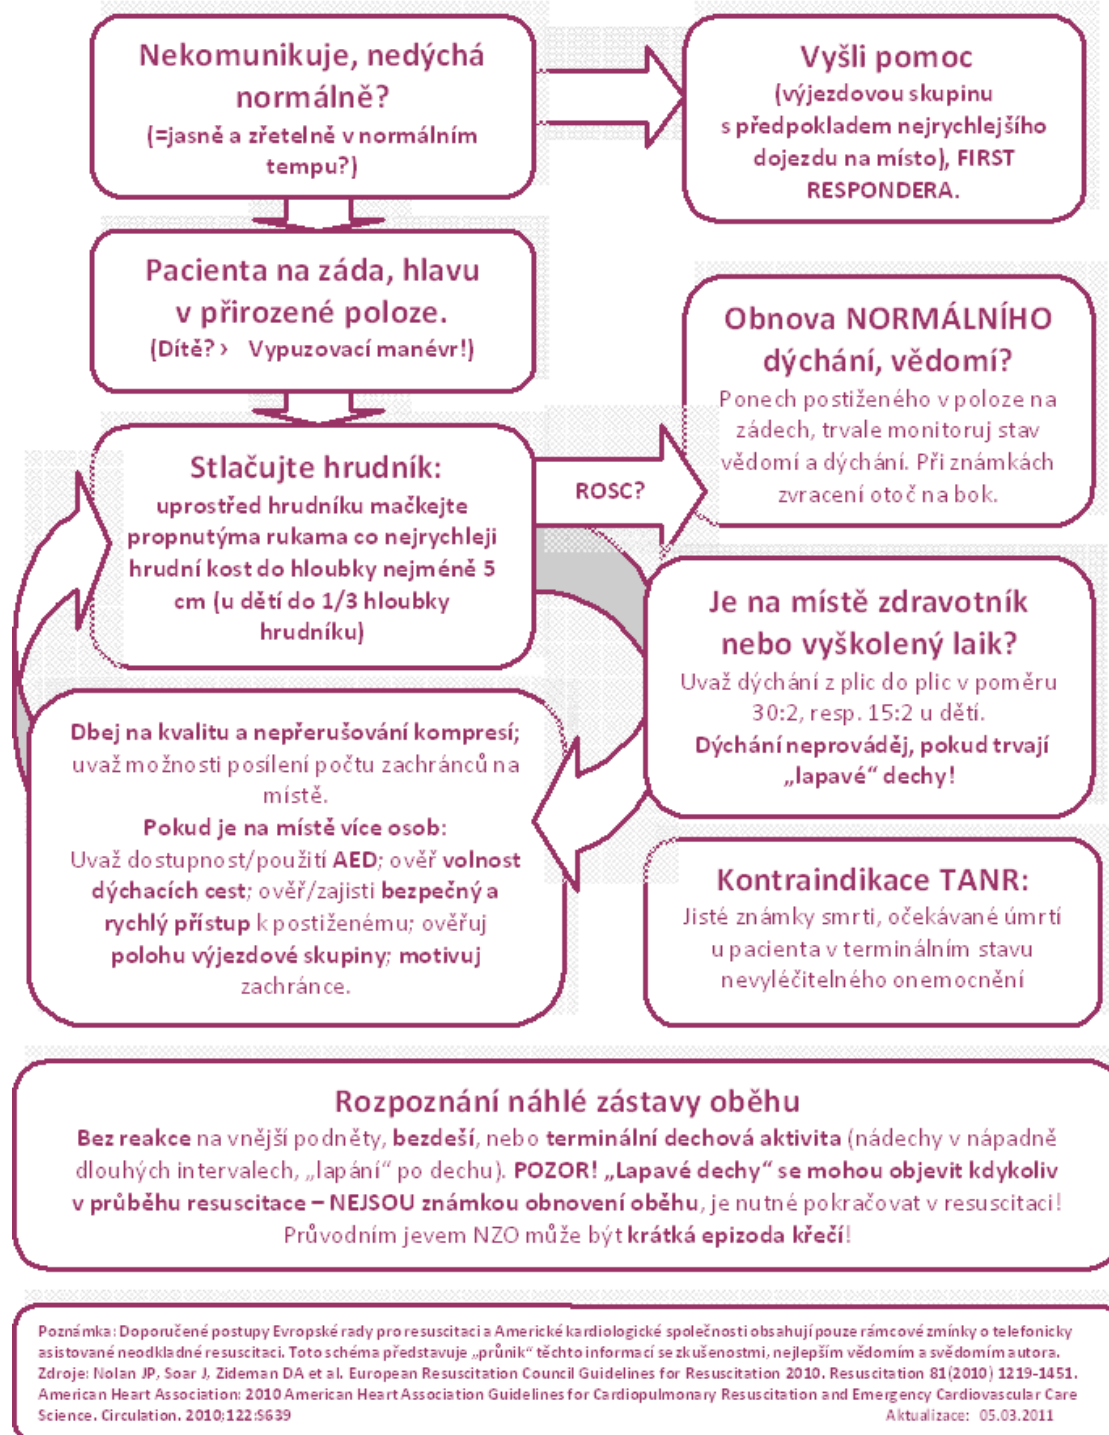 Nekomunikuje, nedýchá
normálně?
(=jasně a zřetelně v normálním
tempu?)
Vyšli pomoc
(výjezdovou skupinu
s předpokladem nejrychlejšího
dojezdu na místo), FIRST
RESPONDERA.
Pacienta na záda, hlavu
v přirozené poloze.
(Dítě? › Vypuzovací manévr!)
Stlačujte hrudník:
uprostřed hrudníku mačkejte
propnutýma rukama co nejrychleji
hrudní kost do hloubky nejméně 5
cm (u dětí do 1/3 hloubky
hrudníku)
ROSC?
Obnova NORMÁLNÍHO
dýchání, vědomí?
Ponech postiženého v poloze na
zádech, trvale monitoruj stav
vědomí a dýchání. Při známkách
zvracení otoč na bok.
Je na místě zdravotník
nebo vyškolený laik?
Uvaž dýchání z plic do plic v poměru
30:2, resp. 15:2 u dětí.
Dýchání neprováděj, pokud trvají
„lapavé“ dechy!
Dbej na kvalitu a nepřerušování kompresí;
uvaž možnosti posílení počtu zachránců na
místě.
Pokud je na místě více osob:
Uvaž dostupnost/použití AED; ověř volnost
dýchacích cest; ověř/zajisti bezpečný a
rychlý přístup k postiženému; ověřuj
polohu výjezdové skupiny; motivuj
zachránce.
Kontraindikace TANR:
Jisté známky smrti, očekávané úmrtí
u pacienta v terminálním stavu
nevyléčitelného onemocnění
Rozpoznání náhlé zástavy oběhu
Bez reakce na vnější podněty, bezdeší, nebo terminální dechová aktivita (nádechy v nápadně
dlouhých intervalech, „lapání“ po dechu). POZOR! „Lapavé dechy“ se mohou objevit kdykoliv
v průběhu resuscitace – NEJSOU známkou obnovení oběhu, je nutné pokračovat v resuscitaci!
Průvodním jevem NZO může být krátká epizoda křečí!
Poznámka: Doporučené postupy Evropské rady pro resuscitaci a Americké kardiologické společnosti obsahují pouze rámcové zmínky o telefonicky
asistované neodkladné resuscitaci. Toto schéma představuje „průnik“ těchto informací se zkušenostmi, nejlepším vědomím a svědomím autora.
Zdroje: Nolan JP, Soar J, Zideman DA et al. European Resuscitation Council Guidelines for Resuscitation 2010. Resuscitation 81(2010) 1219-1451.
American Heart Association: 2010 American Heart Association Guidelines for Cardiopulmonary Resuscitation and Emergency Cardiovascular Care
Science. Circulation. 2010;122:S639 Aktualizace: 05.03.2011